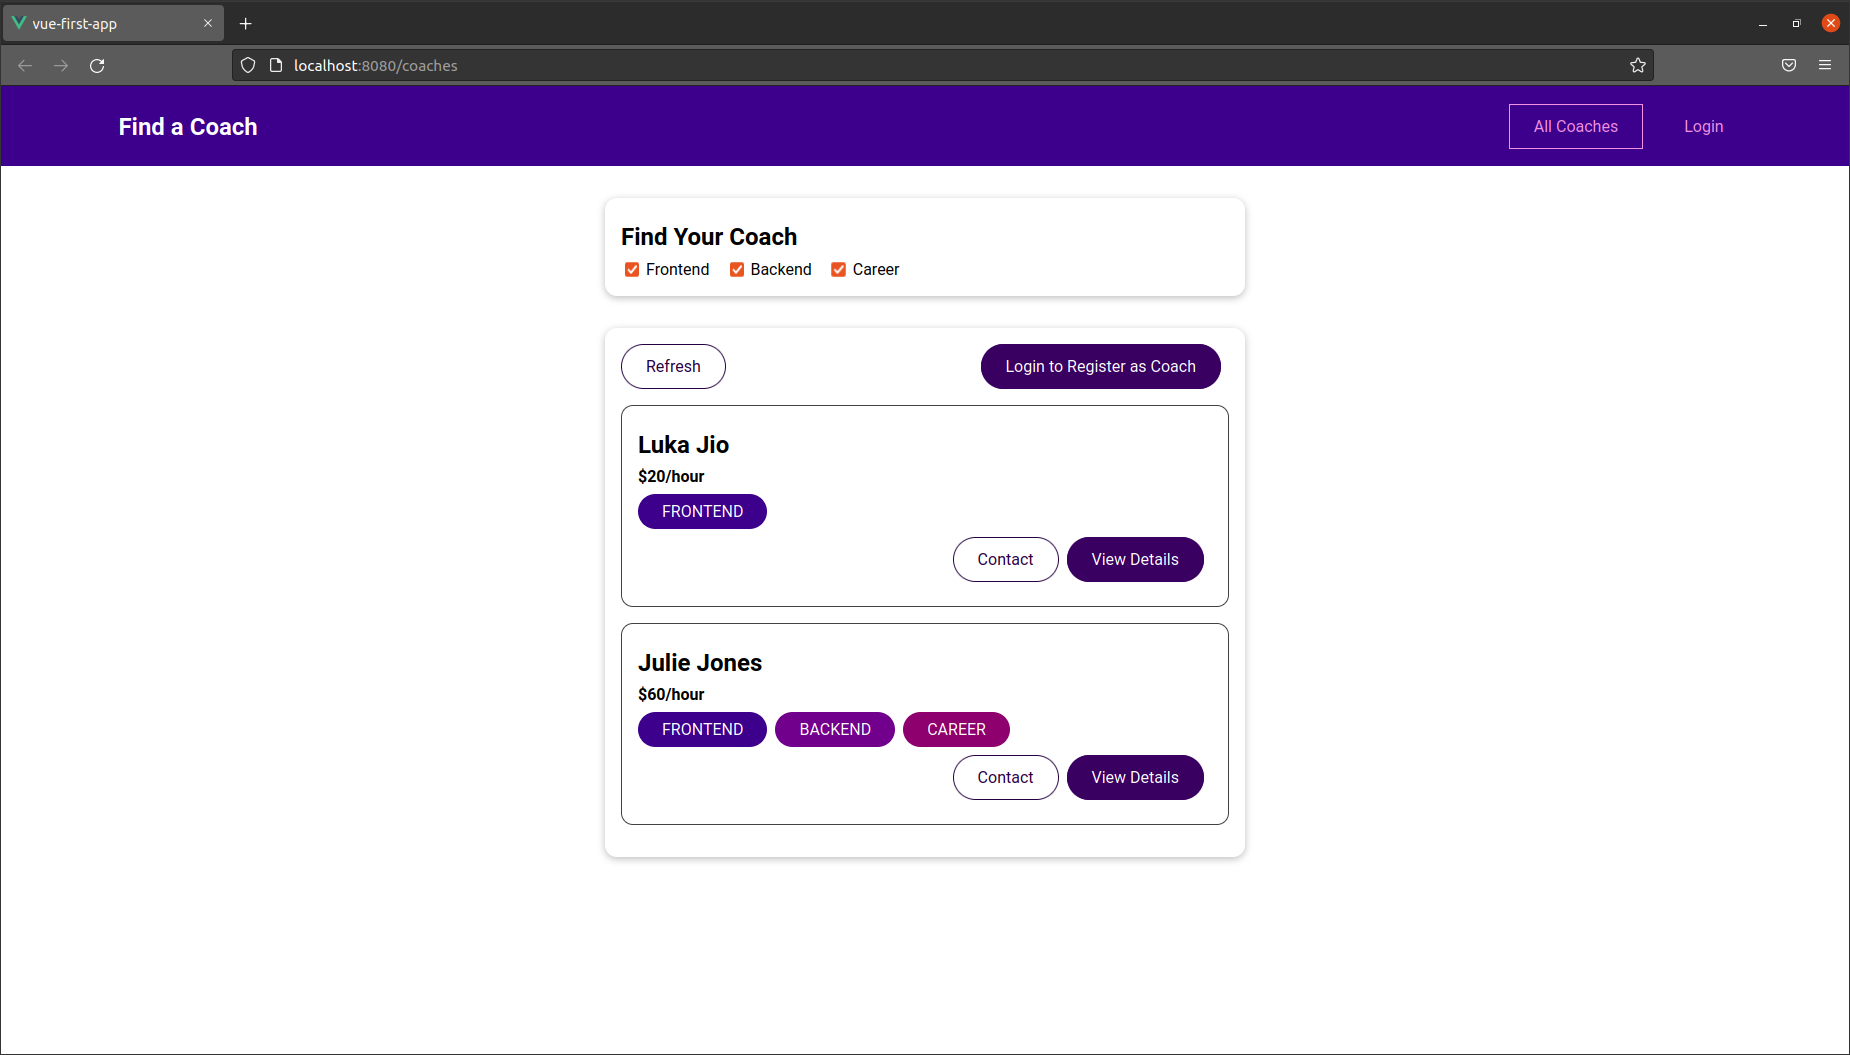 vue-first-app
localhost:8080/coaches
Find a Coach
All Coaches
Login
Find Your Coach
Frontend Backend Career
Refresh
Login to Register as Coach
Luka Jio
$20/hour
FRONTEND
Contact
View Details
Julie Jones
$60/hour
FRONTEND BACKEND CAREER
Contact
View Details